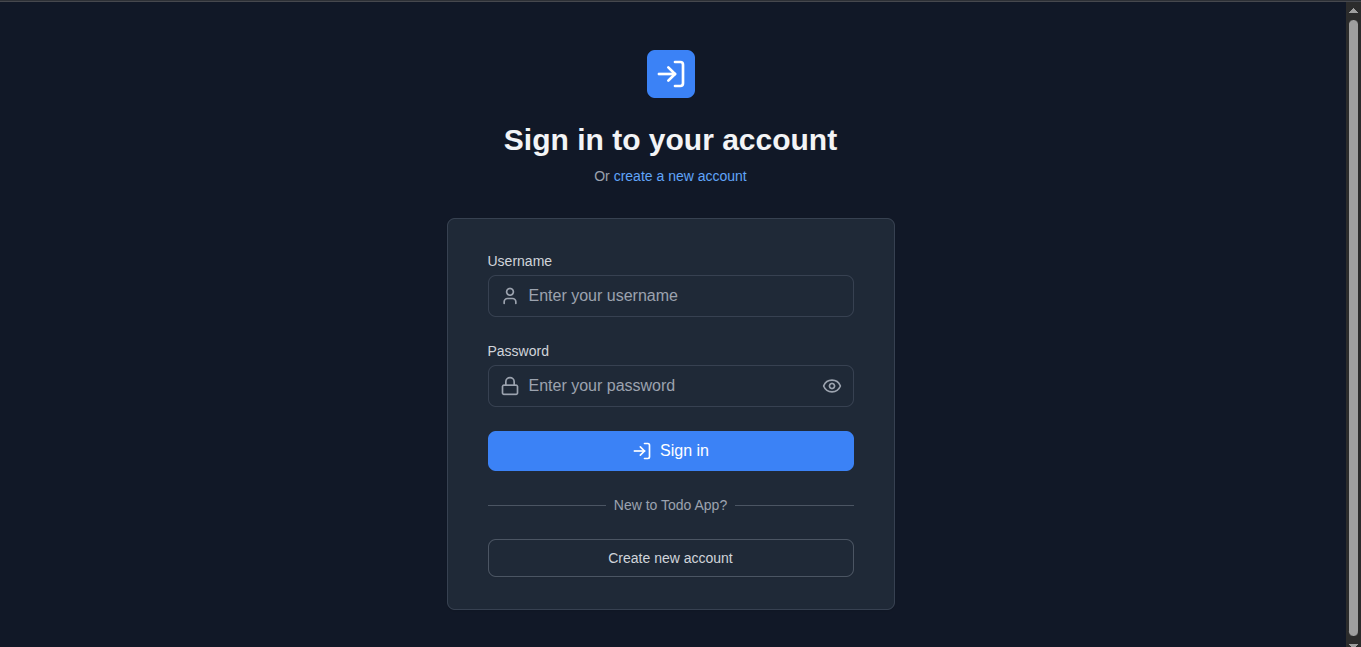 Sign in to your account
Or create a new account
Username
Enter your username
Password
Enter your password
Sign in
New to Todo App?
Create new account